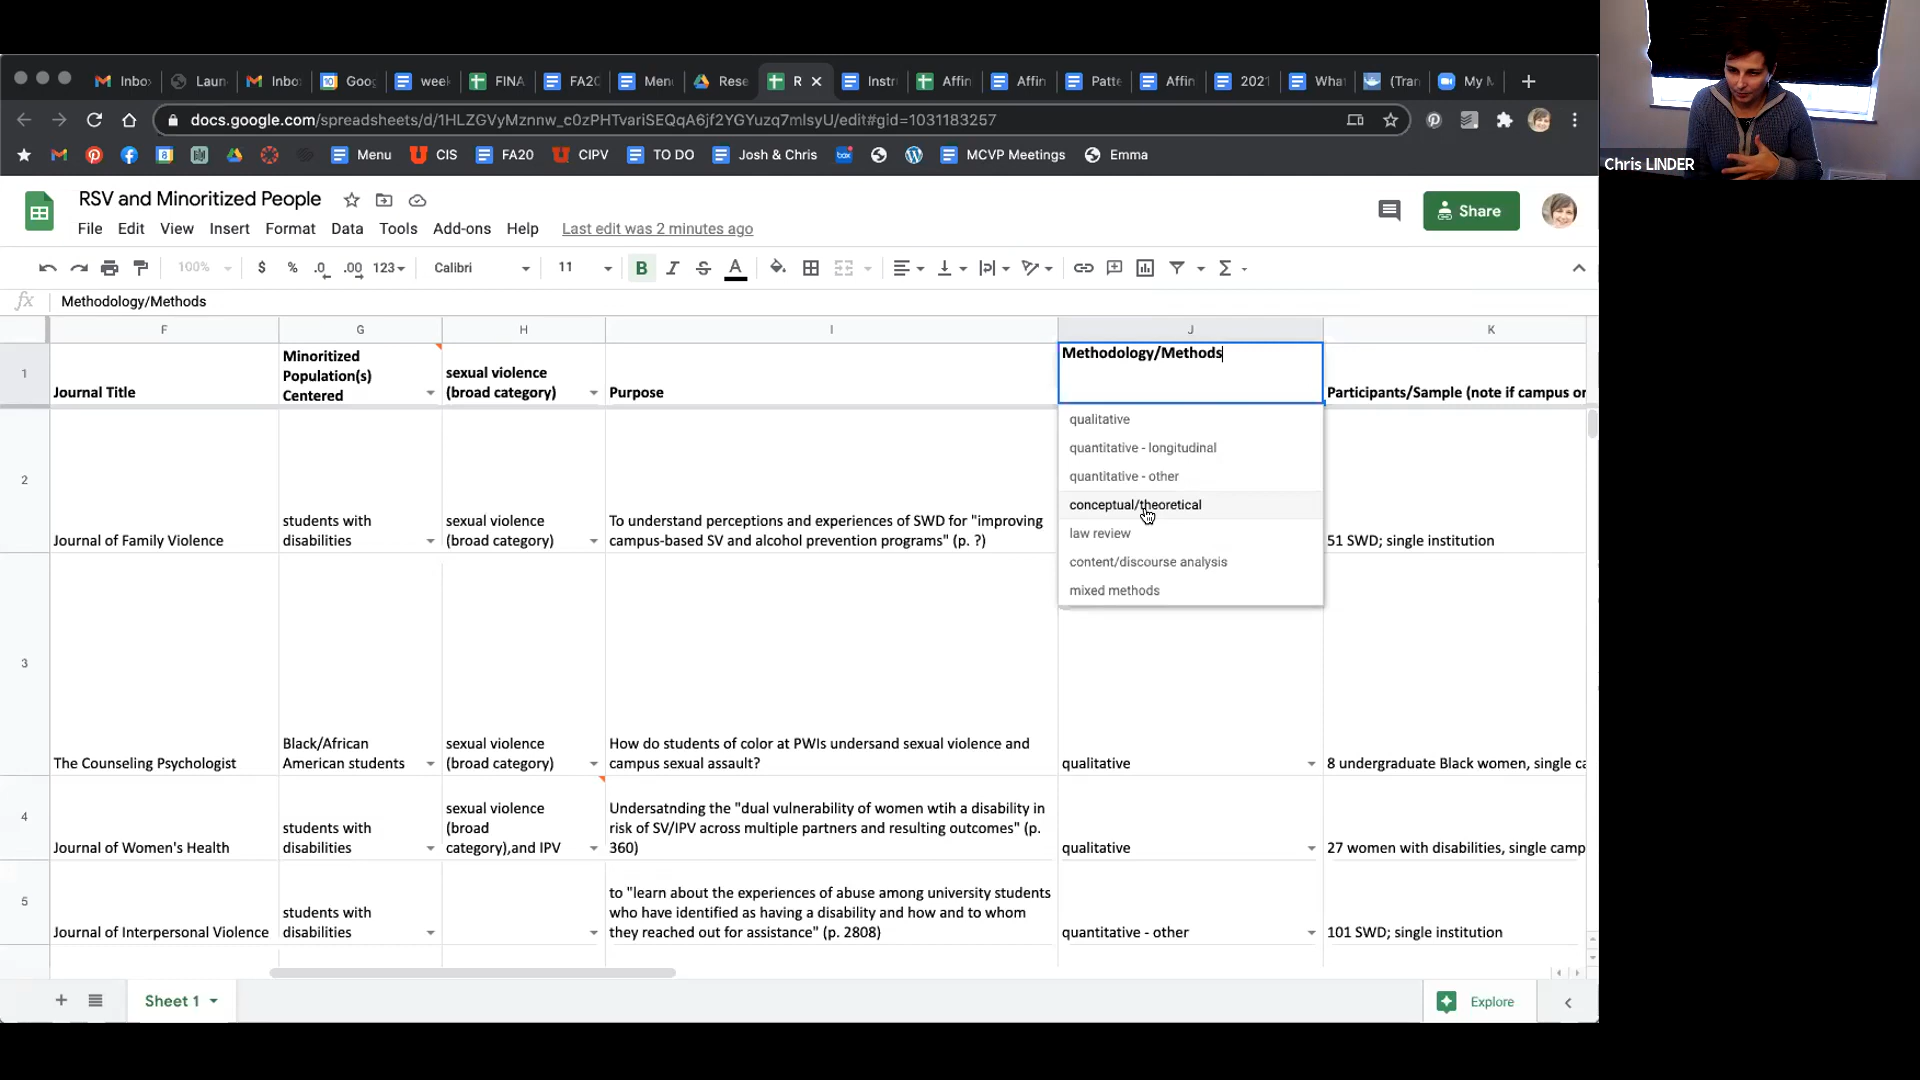 Inbo
Laun
Inbo
Goog
week
FINA
FA20
Menu
Rese
R
Instru
Affin
Affin
Patte
Affin
2021
What
(Tran
My M
docs.google.com/spreadsheets/d/1HLZGVyMznnw_c0zPHTvariSEQqA6jf2YGYuzq7mlsyU/edit#gid=1031183257
Menu CIS FA20 CIPV TO DO Josh & Chris box MCVP Meetings Emma
Chris LINDER
RSV and Minoritized People
Share
File Edit View Insert Format Data Tools Add-ons Help Last edit was 2 minutes ago
100% $ % .0 .00 123 Calibri 11 B I S A
fx Methodology/Methods
F G H I J K
1
Journal Title
Minoritized
Population(s)
Centered
sexual violence
(broad category)
Purpose
Methodology/Methods
Participants/Sample (note if campus or
qualitative
quantitative - longitudinal
quantitative - other
conceptual/theoretical
law review
content/discourse analysis
mixed methods
2
Journal of Family Violence
students with
disabilities
sexual violence
(broad category)
To understand perceptions and experiences of SWD for "improving
campus-based SV and alcohol prevention programs" (p. ?)
51 SWD; single institution
3
The Counseling Psychologist
Black/African
American students
sexual violence
(broad category)
How do students of color at PWIs undersand sexual violence and
campus sexual assault?
qualitative
8 undergraduate Black women, single ca
4
Journal of Women's Health
students with
disabilities
sexual violence
(broad
category),and IPV
Undersatnding the "dual vulnerability of women wtih a disability in
risk of SV/IPV across multiple partners and resulting outcomes" (p.
360)
qualitative
27 women with disabilities, single camp
5
Journal of Interpersonal Violence
students with
disabilities
to "learn about the experiences of abuse among university students
who have identified as having a disability and how and to whom
they reached out for assistance" (p. 2808)
quantitative - other
101 SWD; single institution
Sheet 1
Explore